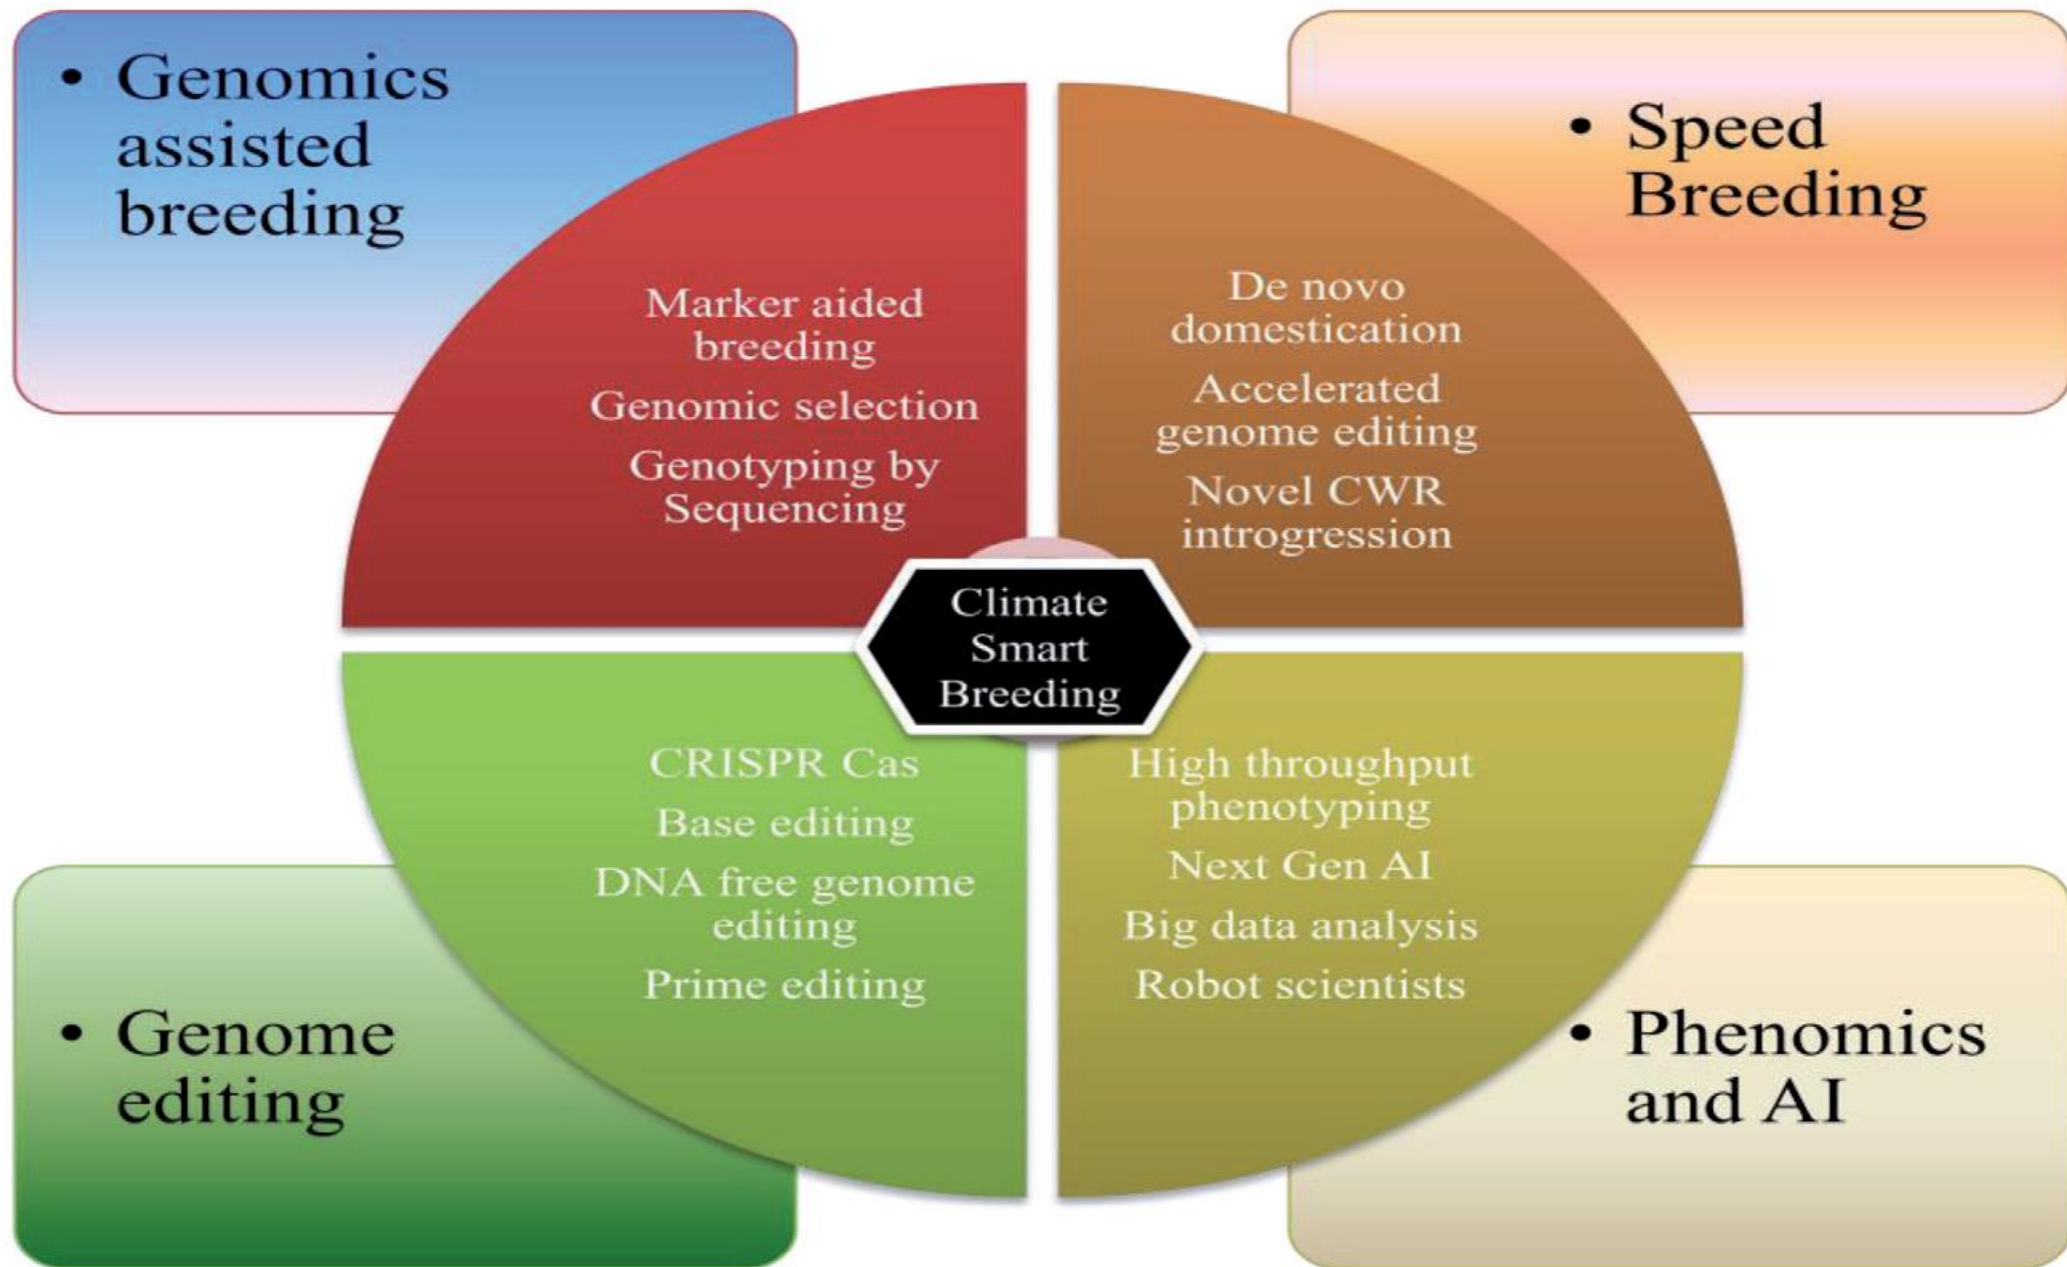 • Genomics
assisted
breeding
Marker aided
breeding
Genomic selection
Genotyping by
Sequencing
• Speed
Breeding
De novo
domestication
Accelerated
genome editing
Novel CWR
introgression
Climate
Smart
Breeding
• Genome
editing
CRISPR Cas
Base editing
DNA free genome
editing
Prime editing
High throughput
phenotyping
Next Gen AI
Big data analysis
Robot scientists
• Phenomics
and AI